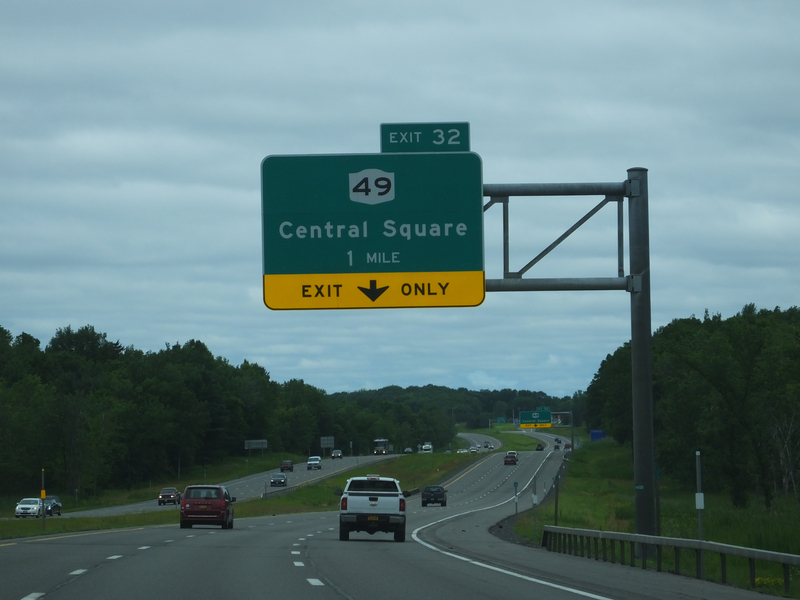 EXIT 32
49
Central Square
1 MILE
EXIT ONLY